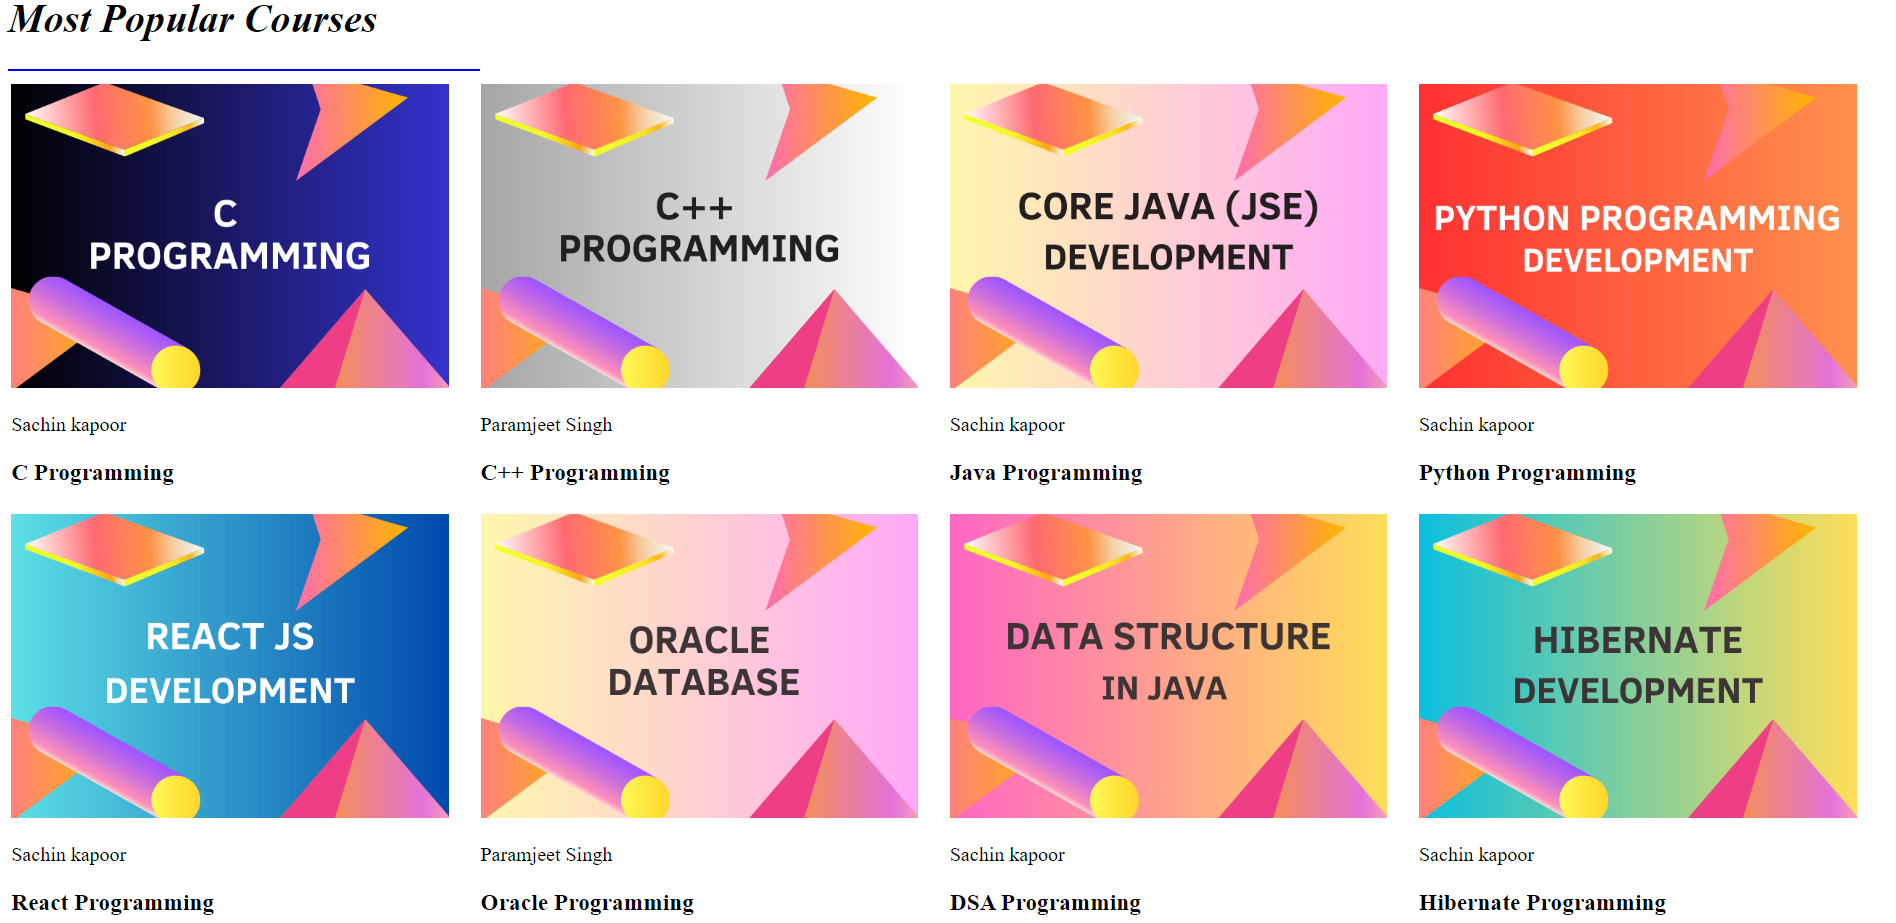 Most Popular Courses
C
PROGRAMMING
Sachin kapoor
C Programming
C++
PROGRAMMING
Paramjeet Singh
C++ Programming
CORE JAVA (JSE)
DEVELOPMENT
Sachin kapoor
Java Programming
PYTHON PROGRAMMING
DEVELOPMENT
Sachin kapoor
Python Programming
REACT JS
DEVELOPMENT
Sachin kapoor
React Programming
ORACLE
DATABASE
Paramjeet Singh
Oracle Programming
DATA STRUCTURE
IN JAVA
Sachin kapoor
DSA Programming
HIBERNATE
DEVELOPMENT
Sachin kapoor
Hibernate Programming